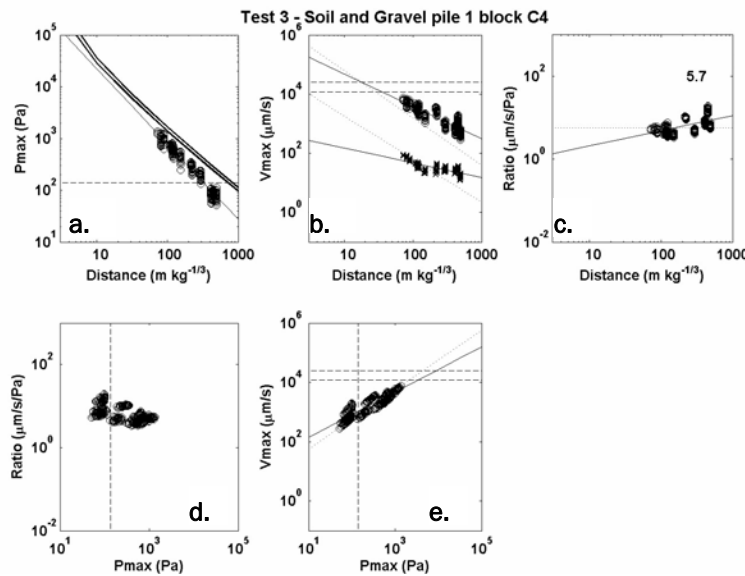 Test 3 - Soil and Gravel pile 1 block C4
10^5
10^4
10^3
10^2
10^1
Pmax (Pa)
a.
10
100
1000
Distance (m kg^-1/3)
10^6
10^4
10^2
10^0
Vmax (μm/s)
b.
10
100
1000
Distance (m kg^-1/3)
10^2
10^0
10^-2
Ratio (μm/s/Pa)
5.7
c.
10
100
1000
Distance (m kg^-1/3)
10^2
10^0
10^-2
Ratio (μm/s/Pa)
d.
10^1
10^3
10^5
Pmax (Pa)
10^6
10^4
10^2
10^0
Vmax (μm/s)
e.
10^1
10^3
10^5
Pmax (Pa)